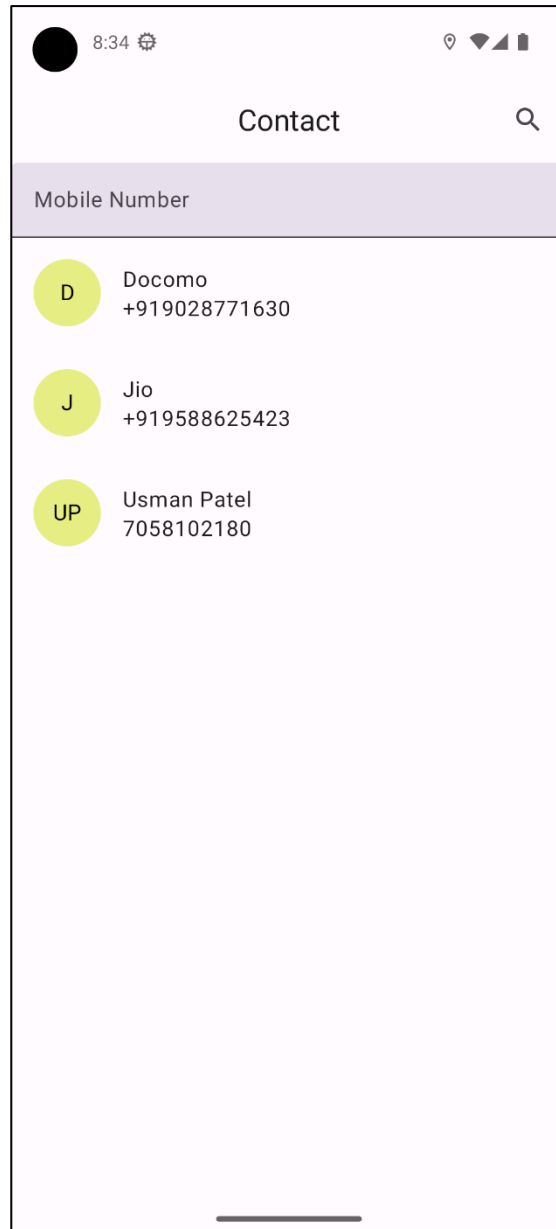 8:34
Contact
Mobile Number
D
Docomo
+919028771630
J
Jio
+919588625423
UP
Usman Patel
7058102180